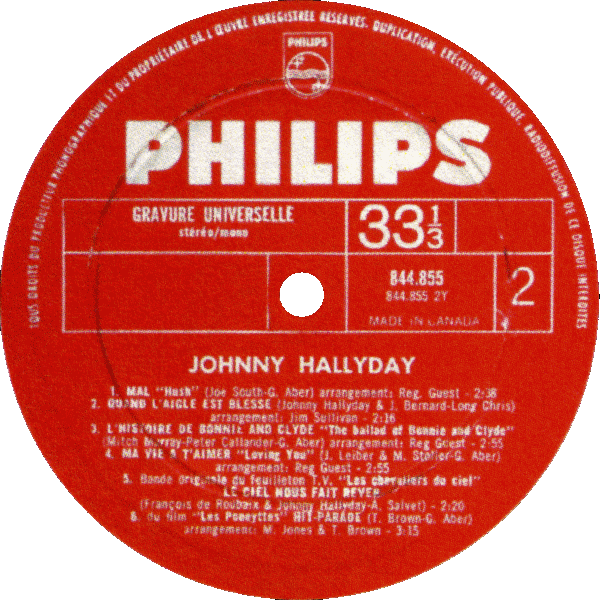 TOUS DROITS DU PRODUCTEUR PHONOGRAPHIQUE ET DU PROPRIÉTAIRE DE L'ŒUVRE ENREGISTRÉE RÉSERVÉS. DUPLICATION, EXÉCUTION PUBLIQUE, RADIODIFFUSION DE CE DISQUE INTERDITES
PHILIPS
PHILIPS
GRAVURE UNIVERSELLE
stéréo/mono
33 1/3
844.855
844.855 2Y
2
MADE IN CANADA
JOHNNY HALLYDAY
1. MAL "Hush" (Joe South-G. Aber) arrangement: Reg. Guest - 2:38
2. QUAND L'AIGLE EST BLESSE (Johnny Hallyday & J. Bernard-Long Chris)
arrangement: Jim Sullivan - 2:16
3. L'HISTOIRE DE BONNIE AND CLYDE "The ballad of Bonnie and Clyde"
(Mitch Murray-Peter Callander-G. Aber) arrangement: Reg Guest - 2:55
4. MA VIE A T'AIMER "Loving You" (J. Leiber & M. Stoller-G. Aber)
arrangement: Reg Guest - 2:55
5. Bande originale du feuilleton T.V. "Les chevaliers du ciel"
LE CIEL NOUS FAIT REVER
(François de Roubaix & Johnny Hallyday-A. Salvet) - 2:20
6. du film "Les Poneyttes" HIT-PARADE (T. Brown-G. Aber)
arrangement: M. Jones & T. Brown - 3:15